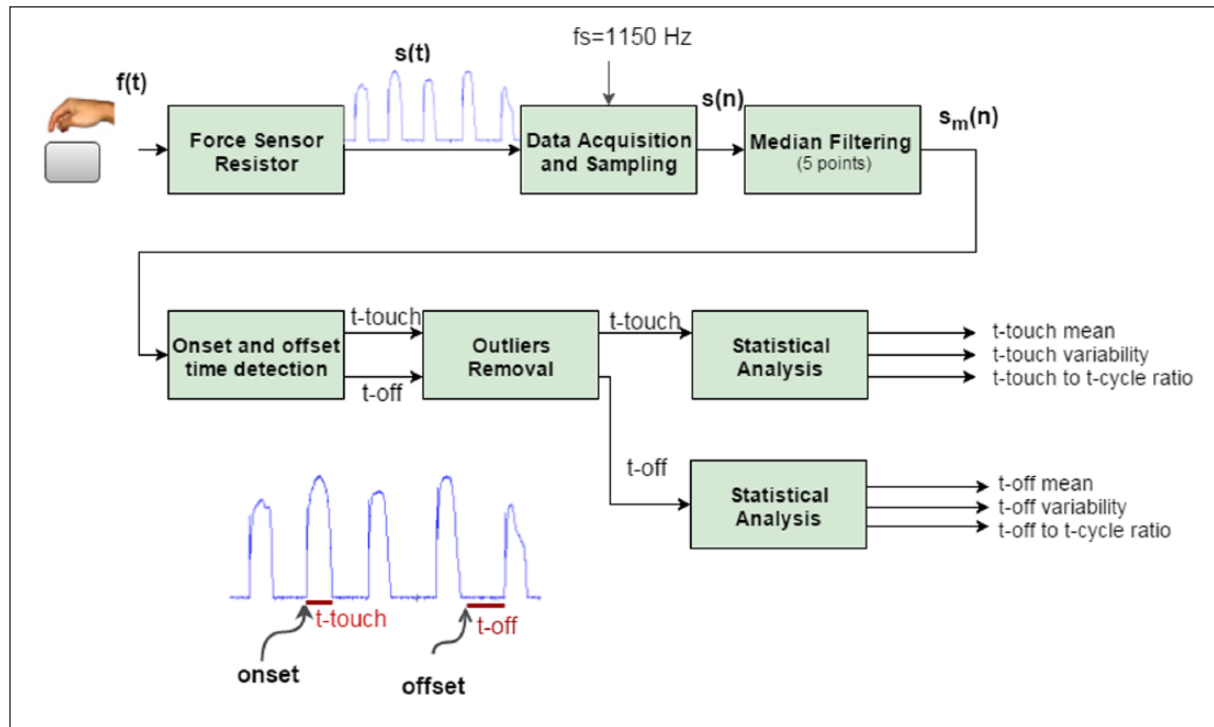 fs=1150 Hz
f(t)
s(t)
s(n)
sm(n)
Force Sensor
Resistor
Data Acquisition
and Sampling
Median Filtering
(5 points)
Onset and offset
time detection
t-touch
t-off
Outliers
Removal
t-touch
Statistical
Analysis
t-touch mean
t-touch variability
t-touch to t-cycle ratio
t-off
Statistical
Analysis
t-off mean
t-off variability
t-off to t-cycle ratio
t-touch
t-off
onset
offset